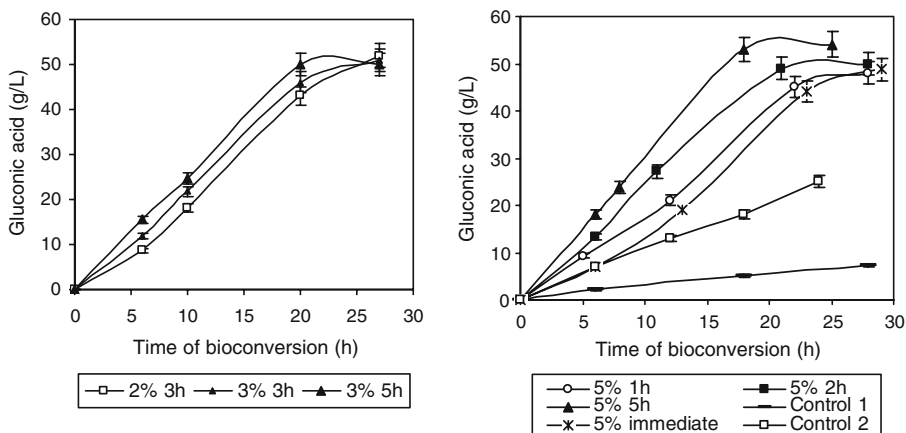 Gluconic acid (g/L)
60
50
40
30
20
10
0
0 5 10 15 20 25 30
Time of bioconversion (h)
2% 3h 3% 3h 3% 5h
Gluconic acid (g/L)
60
50
40
30
20
10
0
0 5 10 15 20 25 30
Time of bioconversion (h)
5% 1h 5% 2h
5% 5h Control 1
5% immediate Control 2